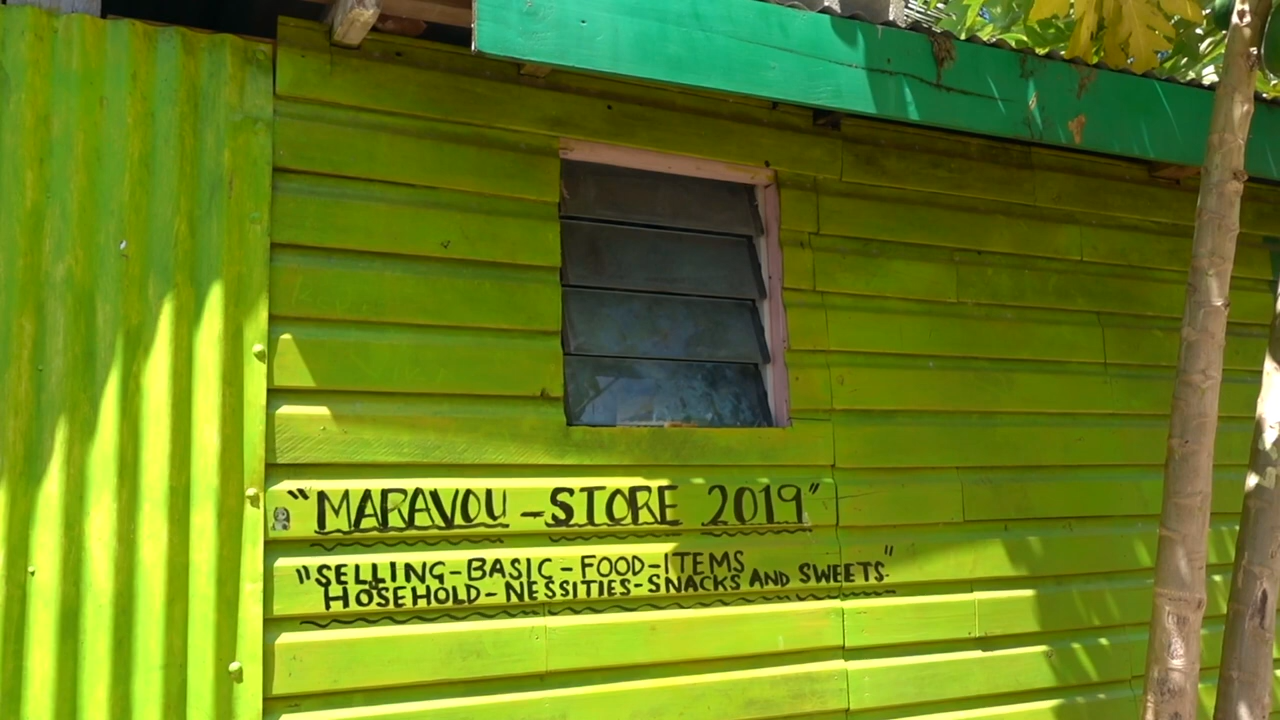 "MARAVOU - STORE 2019"
"SELLING-BASIC-FOOD-ITEMS
HOSEHOLD-NESSITIES-SNACKS AND SWEETS"